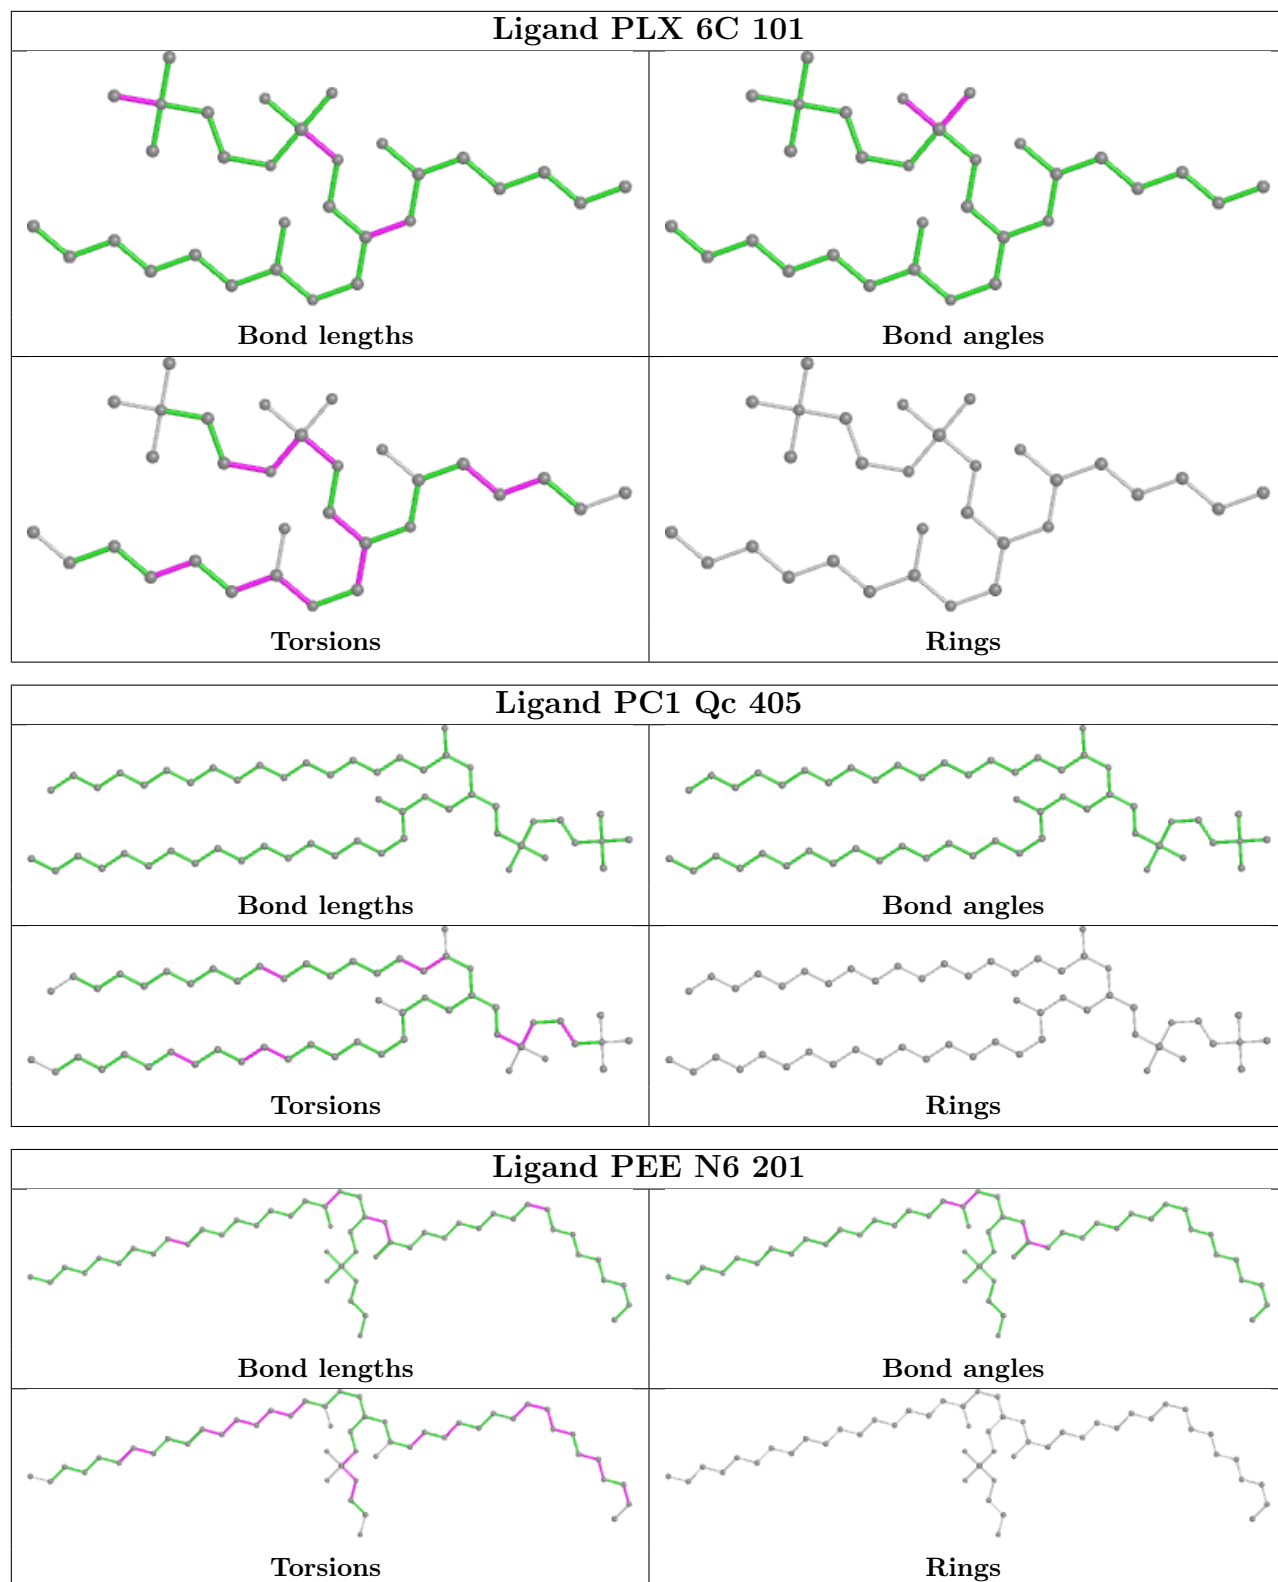 Ligand PLX 6C 101
Bond lengths
Bond angles
Torsions
Rings
Ligand PC1 Qc 405
Bond lengths
Bond angles
Torsions
Rings
Ligand PEE N6 201
Bond lengths
Bond angles
Torsions
Rings